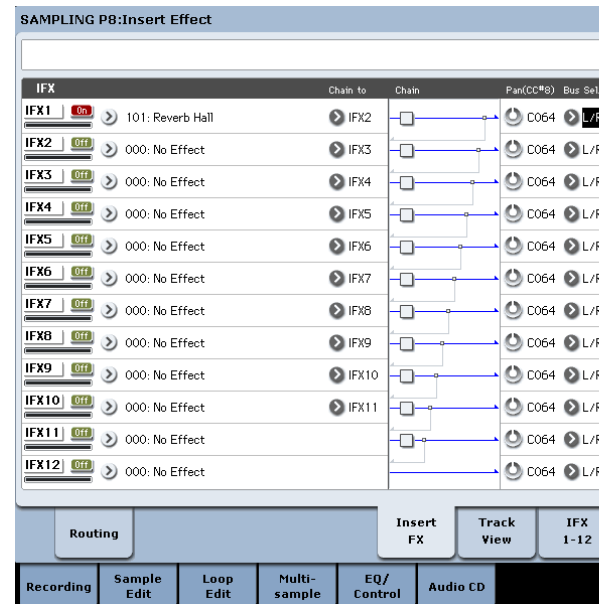 SAMPLING P8:Insert Effect
IFX Chain to Chain Pan(CC#8) Bus Sel.
IFX1 On 101: Reverb Hall IFX2 C064 L/R
IFX2 Off 000: No Effect IFX3 C064 L/R
IFX3 Off 000: No Effect IFX4 C064 L/R
IFX4 Off 000: No Effect IFX5 C064 L/R
IFX5 Off 000: No Effect IFX6 C064 L/R
IFX6 Off 000: No Effect IFX7 C064 L/R
IFX7 Off 000: No Effect IFX8 C064 L/R
IFX8 Off 000: No Effect IFX9 C064 L/R
IFX9 Off 000: No Effect IFX10 C064 L/R
IFX10 Off 000: No Effect IFX11 C064 L/R
IFX11 Off 000: No Effect C064 L/R
IFX12 Off 000: No Effect C064 L/R
Routing Insert FX Track View IFX 1-12
Recording Sample Edit Loop Edit Multi-sample EQ/Control Audio CD